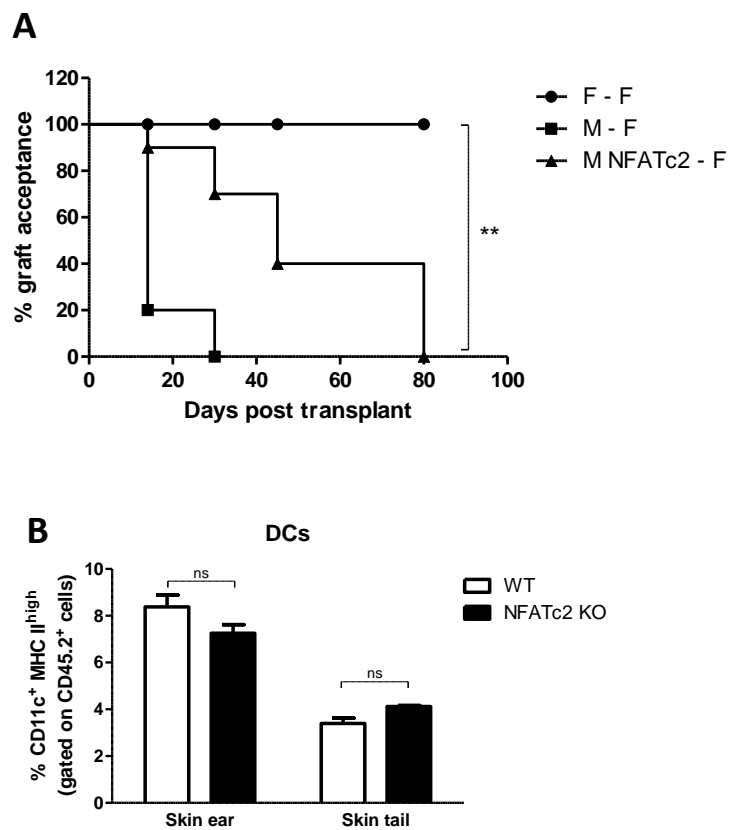 A
120
100
80
60
40
20
0
% graft acceptance
0 20 40 60 80 100
Days post transplant
F - F
M - F
M NFATc2 - F
**
B
DCs
10
8
6
4
2
0
% CD11c+ MHC IIhigh
(gated on CD45.2+ cells)
ns
ns
Skin ear Skin tail
WT
NFATc2 KO